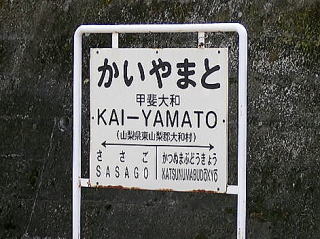 かいやまと
甲斐大和
KAI-YAMATO
(山梨県東山梨郡大和村)
ささご かつぬまぶどうきょう
SASAGO KATSUNUMABUDŌKYŌ